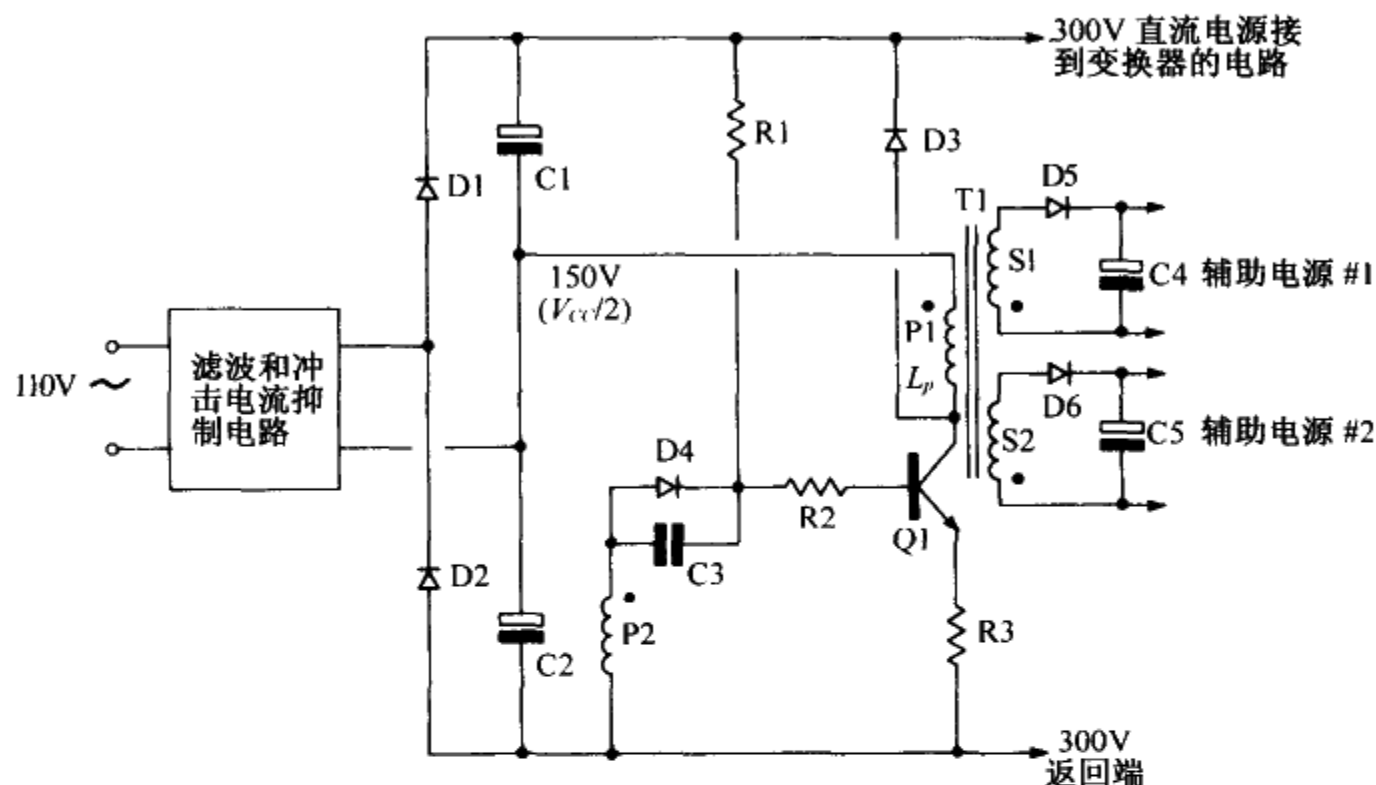 300V 直流电源接
到变换器的电路
R1
D3
D1
C1
D5
T1
S1
C4 辅助电源 #1
150V
(Vcc/2)
P1
Lp
滤波和冲
击电流抑
制电路
110V
D6
S2
C5 辅助电源 #2
D4
R2
Q1
C3
D2
P2
R3
C2
300V
返回端